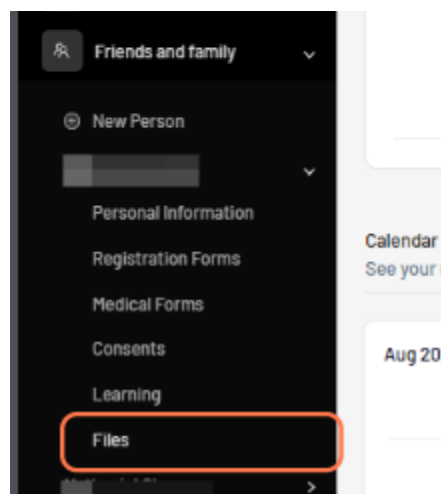 Friends and family
New Person
Personal Information
Registration Forms
Medical Forms
Consents
Learning
Files
Calendar
See your
Aug 20